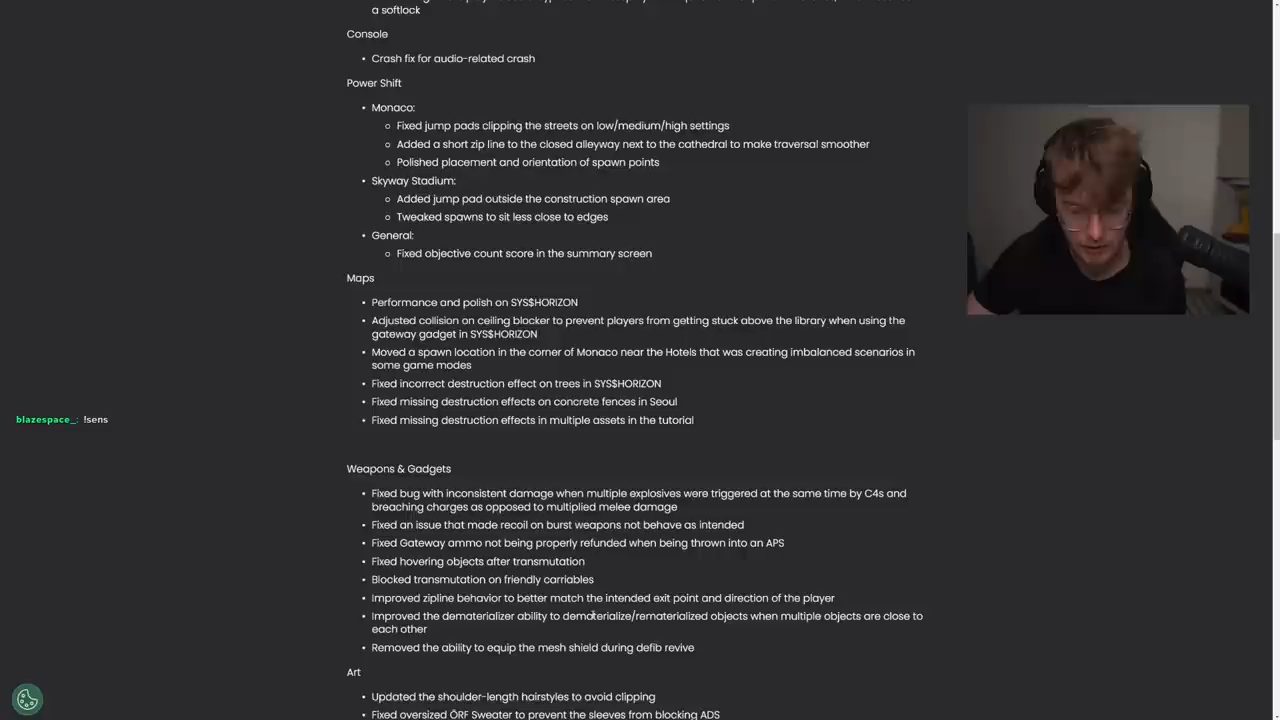 a softlock
Console
• Crash fix for audio-related crash
Power Shift
• Monaco:
○ Fixed jump pads clipping the streets on low/medium/high settings
○ Added a short zip line to the closed alleyway next to the cathedral to make traversal smoother
○ Polished placement and orientation of spawn points
• Skyway Stadium:
○ Added jump pad outside the construction spawn area
○ Tweaked spawns to sit less close to edges
• General:
○ Fixed objective count score in the summary screen
Maps
• Performance and polish on SYS$HORIZON
• Adjusted collision on ceiling blocker to prevent players from getting stuck above the library when using the
gateway gadget in SYS$HORIZON
• Moved a spawn location in the corner of Monaco near the Hotels that was creating imbalanced scenarios in
some game modes
• Fixed incorrect destruction effect on trees in SYS$HORIZON
• Fixed missing destruction effects on concrete fences in Seoul
blazespace_: !sens
• Fixed missing destruction effects in multiple assets in the tutorial
Weapons & Gadgets
• Fixed bug with inconsistent damage when multiple explosives were triggered at the same time by C4s and
breaching charges as opposed to multiplied melee damage
• Fixed an issue that made recoil on burst weapons not behave as intended
• Fixed Gateway ammo not being properly refunded when being thrown into an APS
• Fixed hovering objects after transmutation
• Blocked transmutation on friendly carriables
• Improved zipline behavior to better match the intended exit point and direction of the player
• Improved the dematerializer ability to dematerialize/rematerialized objects when multiple objects are close to
each other
• Removed the ability to equip the mesh shield during defib revive
Art
• Updated the shoulder-length hairstyles to avoid clipping
• Fixed oversized ÖRF Sweater to prevent the sleeves from blocking ADS